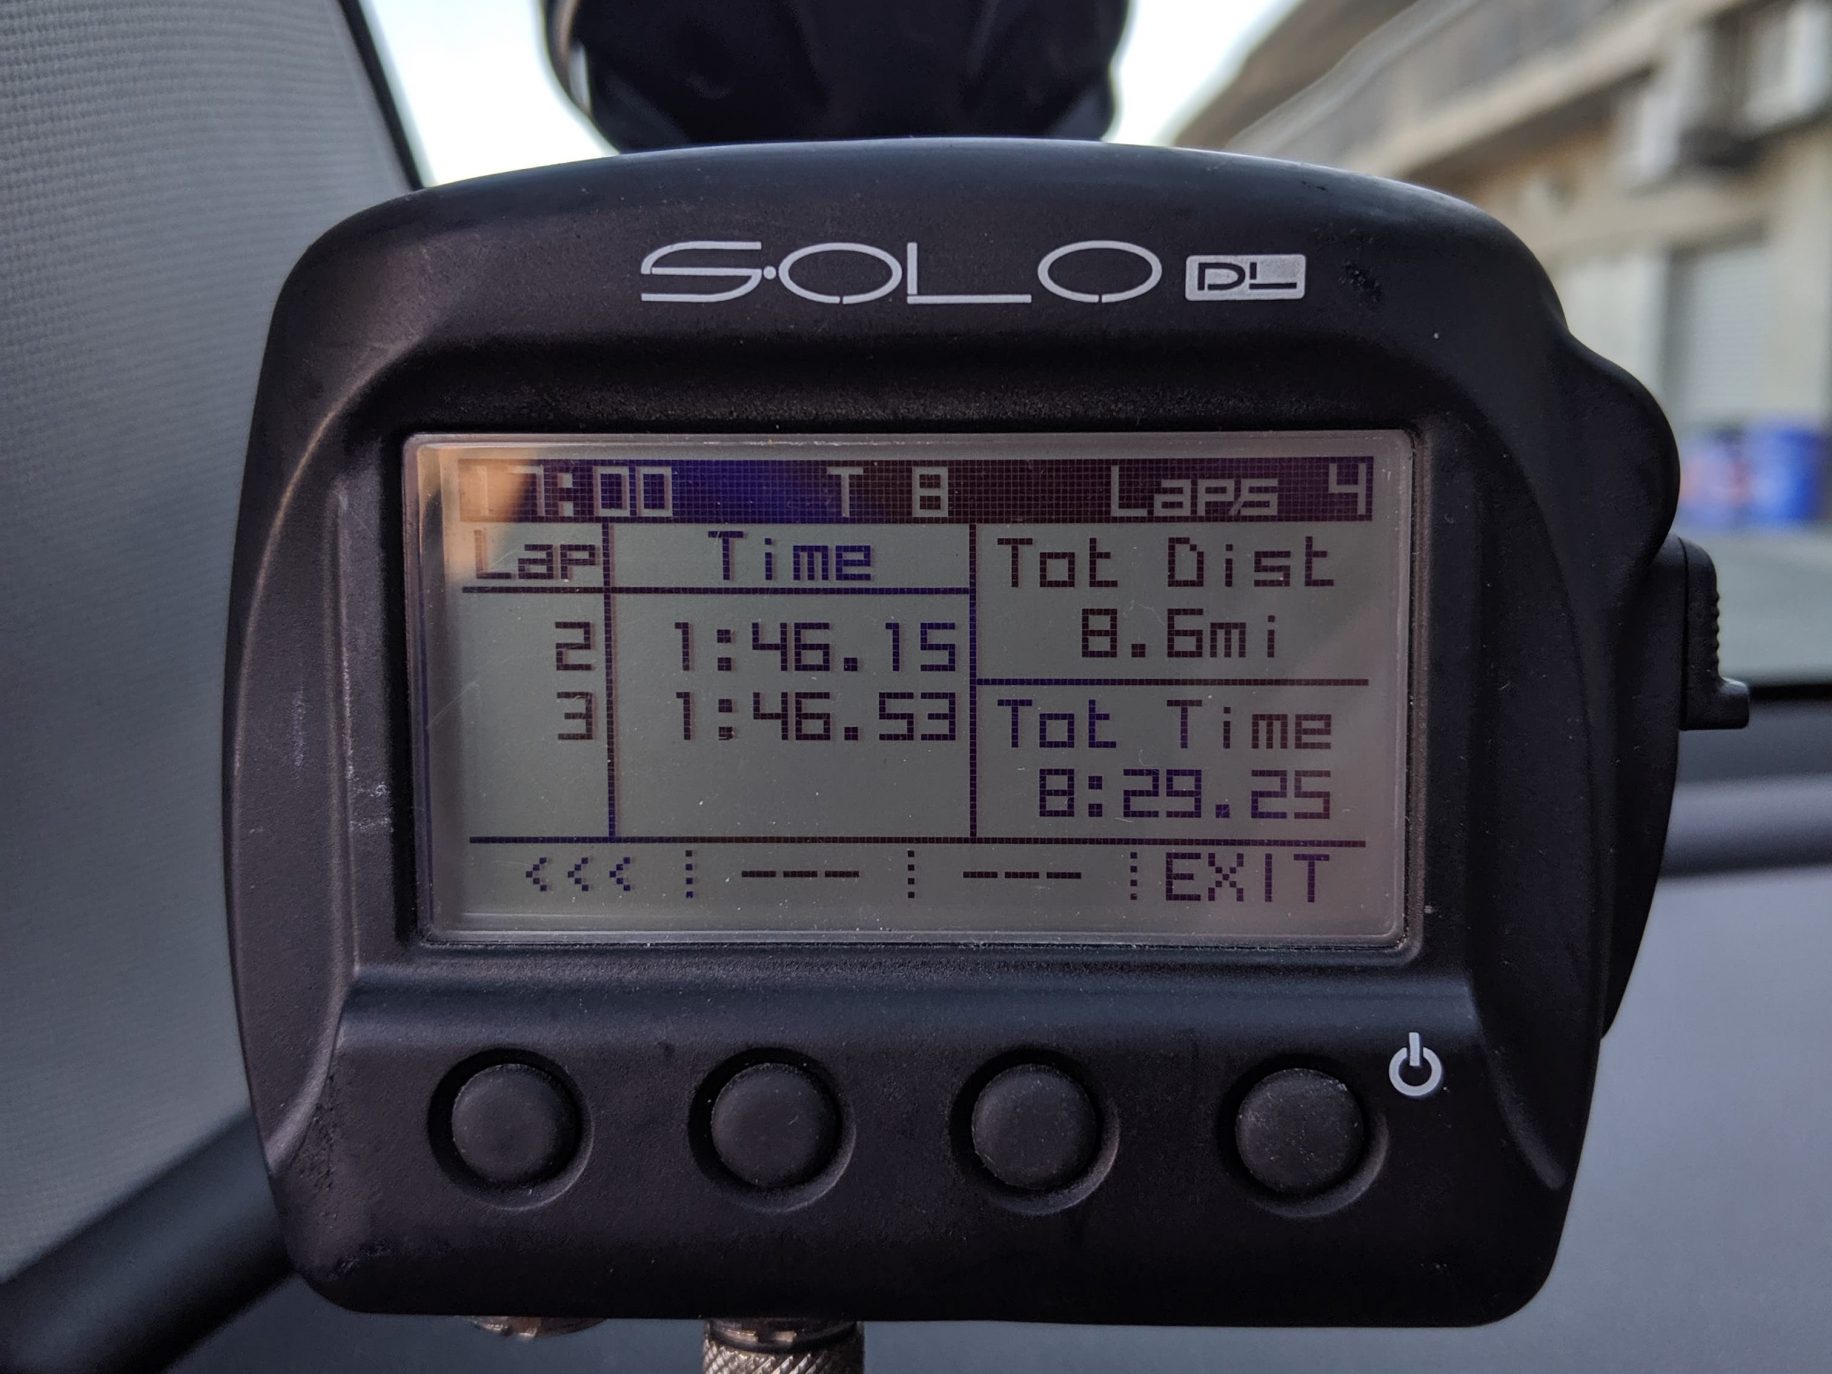 S·OLO DL
17:00 T 8 Laps 4
Lap Time Tot Dist
8.6mi
2 1:46.15
3 1:46.53 Tot Time
8:29.25
<<< --- --- EXIT